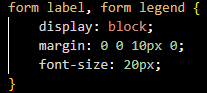 form label, form legend {
    display: block;
    margin: 0 0 10px 0;
    font-size: 20px;
}